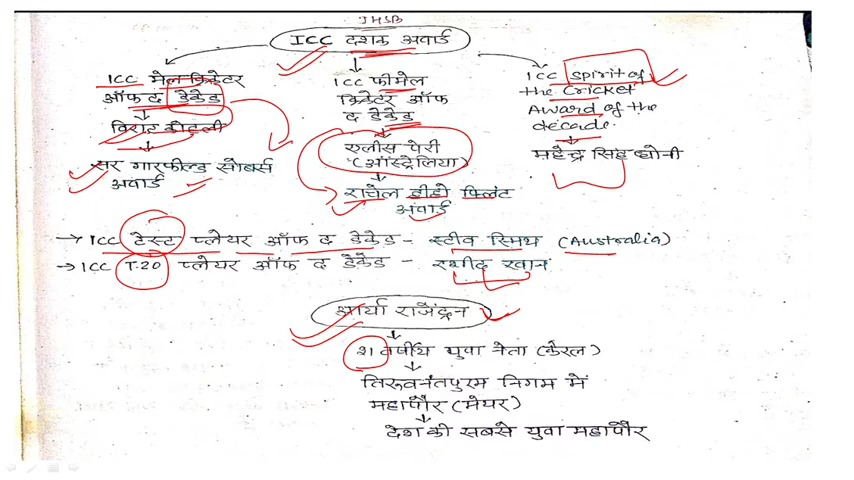 JHSB
ICC दशक अवार्ड
ICC मेल क्रिकेटर
ऑफ द डेकेड
विराट कोहली
सर गारफील्ड सोबर्स
अवार्ड
ICC फीमेल
क्रिकेटर ऑफ
द डेकेड
एलीस पैरी
(ऑस्ट्रेलिया)
राचेल हीहो फ्लिंट
अवार्ड
ICC Spirit of
the Cricket
Award of the
decade
महेन्द्र सिंह धोनी
→ ICC टेस्ट प्लेयर ऑफ द डेकेड - स्टीव स्मिथ (Australia)
→ ICC T-20 प्लेयर ऑफ द डेकेड - रशीद खान
आर्या राजेंद्रन
21 वर्षीय युवा नेता (केरल)
तिरुवनंतपुरम निगम में
महापौर (मेयर)
देश की सबसे युवा महापौर